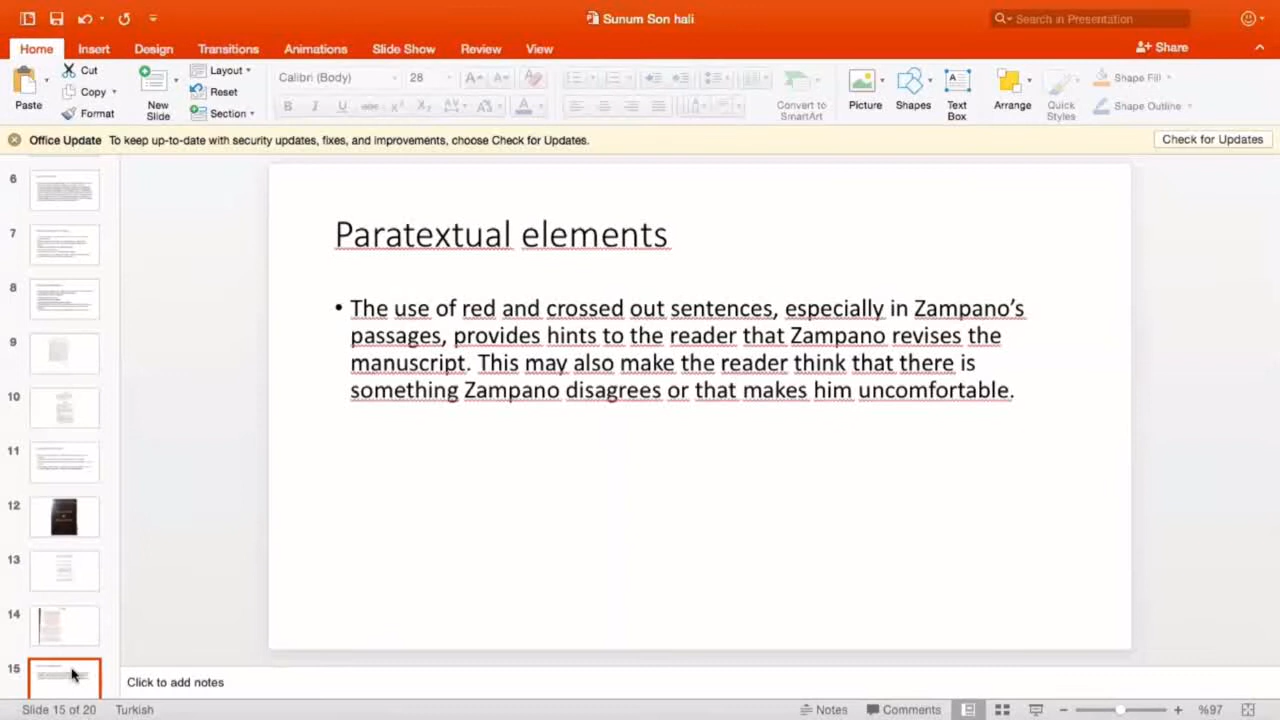 Sunum Son hali
Search in Presentation
Home Insert Design Transitions Animations Slide Show Review View
Share
Paste
Cut
Copy
Format
New Slide
Layout
Reset
Section
Calibri (Body) 28
Convert to SmartArt
Picture
Shapes
Text Box
Arrange
Quick Styles
Shape Fill
Shape Outline
Office Update To keep up-to-date with security updates, fixes, and improvements, choose Check for Updates.
Check for Updates
6
7
8
9
10
11
12
13
14
15
Paratextual elements
• The use of red and crossed out sentences, especially in Zampano’s
passages, provides hints to the reader that Zampano revises the
manuscript. This may also make the reader think that there is
something Zampano disagrees or that makes him uncomfortable.
Click to add notes
Slide 15 of 20 Turkish Notes Comments %97